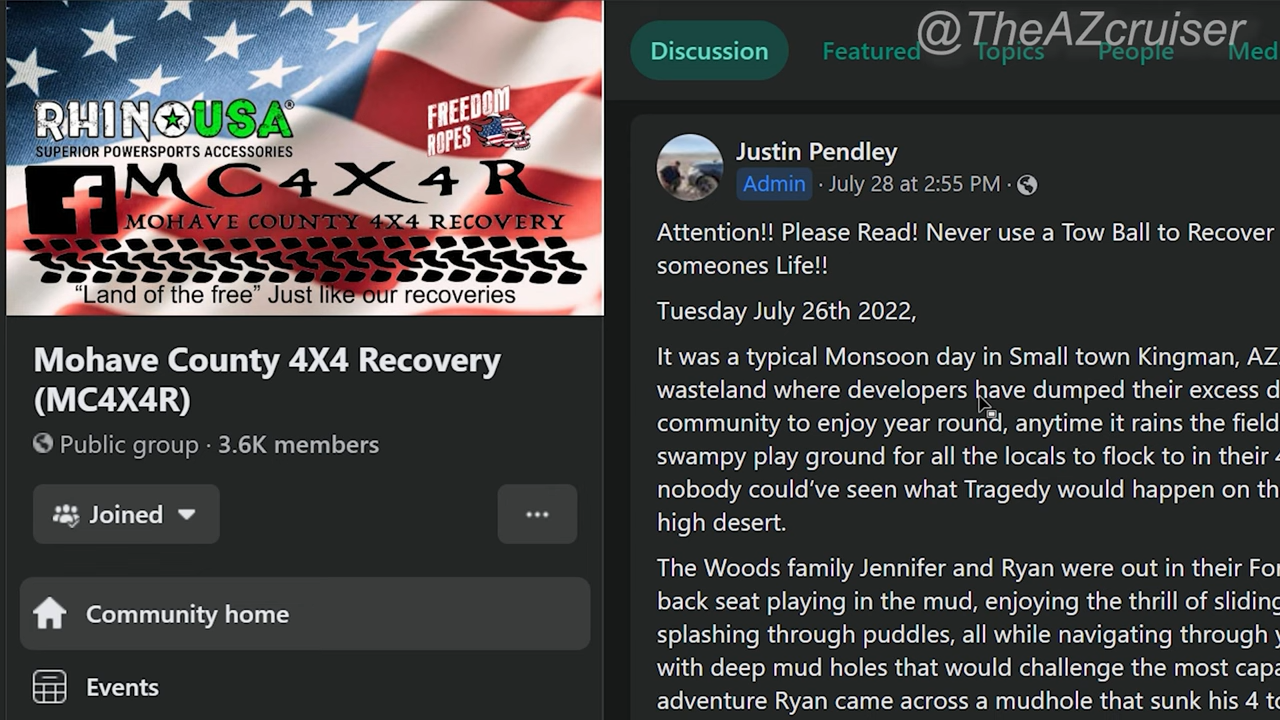 @TheAZcruiser
RHINO USA®
SUPERIOR POWERSPORTS ACCESSORIES
FREEDOM
ROPES
MC4X4R
MOHAVE COUNTY 4X4 RECOVERY
“Land of the free” Just like our recoveries
Mohave County 4X4 Recovery
(MC4X4R)
Public group · 3.6K members
Joined
Community home
Events
Discussion Featured Topics People Med
Justin Pendley
Admin · July 28 at 2:55 PM ·
Attention!! Please Read! Never use a Tow Ball to Recover
someones Life!!
Tuesday July 26th 2022,
It was a typical Monsoon day in Small town Kingman, AZ.
wasteland where developers have dumped their excess d
community to enjoy year round, anytime it rains the field
swampy play ground for all the locals to flock to in their 4
nobody could’ve seen what Tragedy would happen on th
high desert.
The Woods family Jennifer and Ryan were out in their For
back seat playing in the mud, enjoying the thrill of sliding
splashing through puddles, all while navigating through y
with deep mud holes that would challenge the most capa
adventure Ryan came across a mudhole that sunk his 4 to